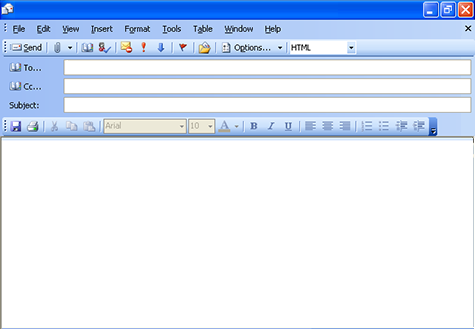 File Edit View Insert Format Tools Table Window Help
Send Options... HTML
To...
Cc...
Subject:
Arial 10 A B I U